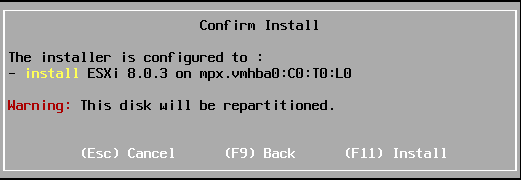 Confirm Install
The installer is configured to :
- install ESXi 8.0.3 on mpx.vmhba0:C0:T0:L0
Warning: This disk will be repartitioned.
(Esc) Cancel (F9) Back (F11) Install